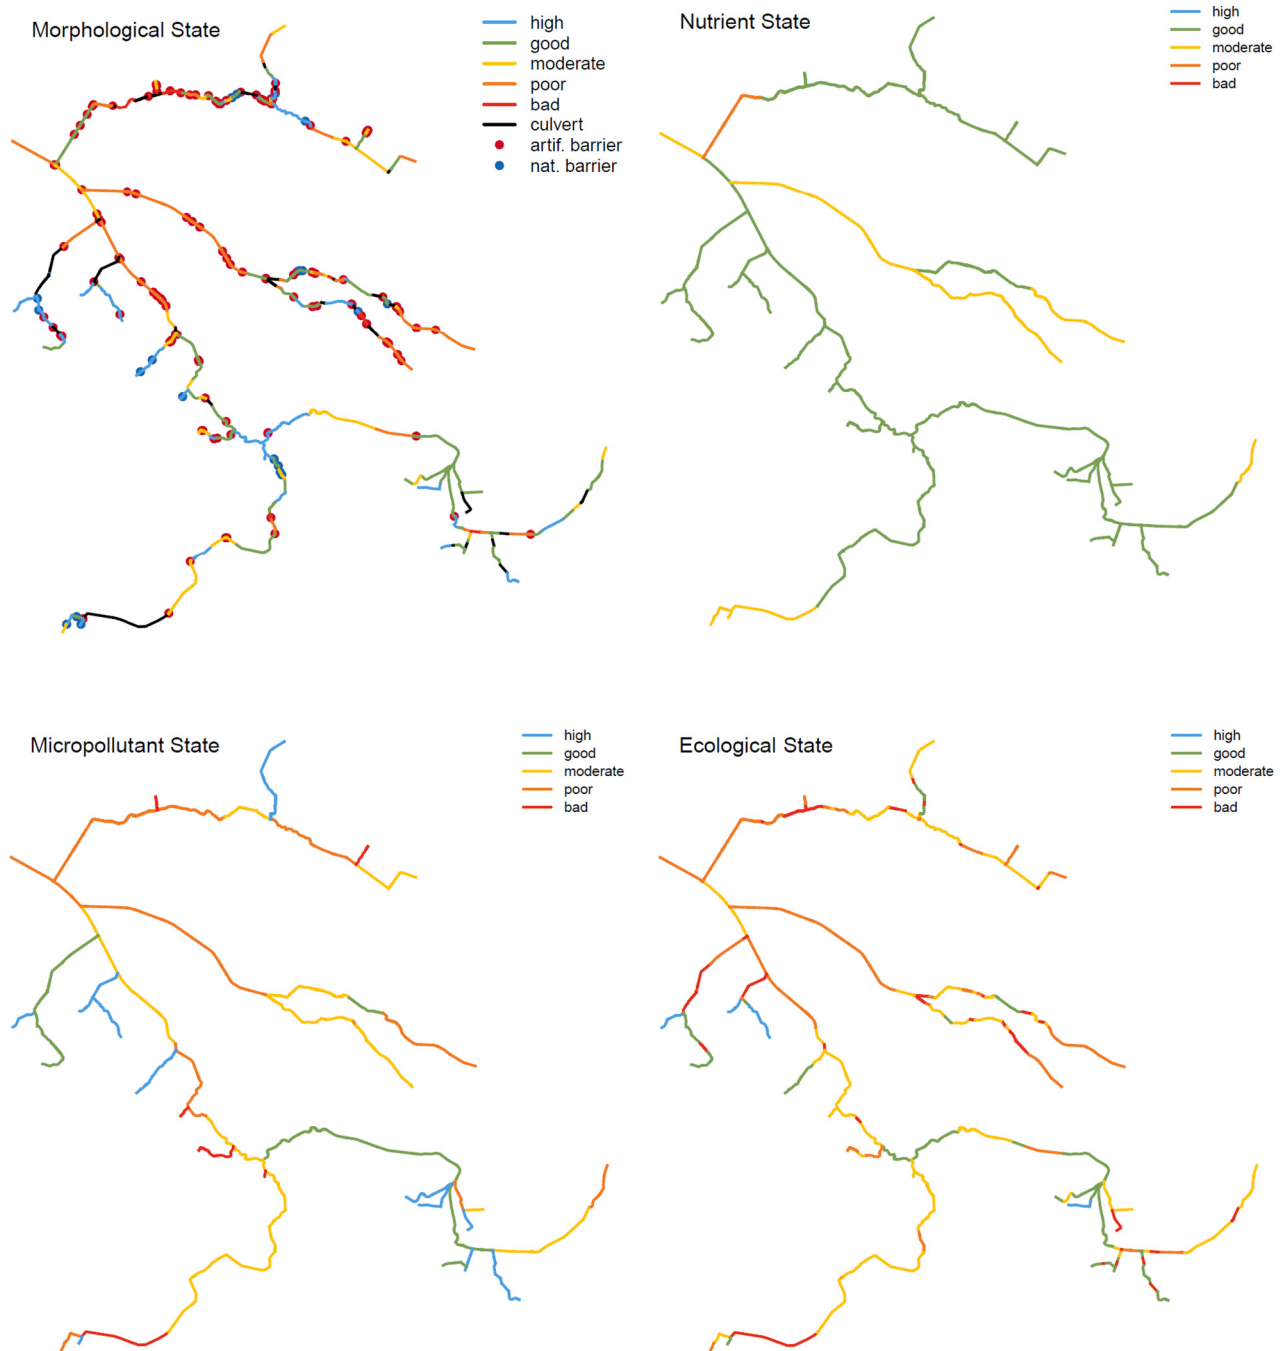 Morphological State
high
good
moderate
poor
bad
culvert
artif. barrier
nat. barrier
Nutrient State
high
good
moderate
poor
bad
Micropollutant State
high
good
moderate
poor
bad
Ecological State
high
good
moderate
poor
bad